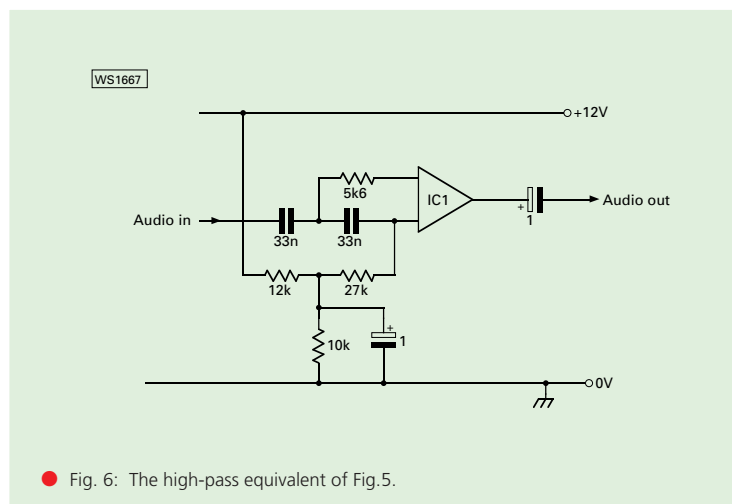 WS1667
+12V
5k6
IC1
Audio in
33n
33n
+
1
Audio out
12k
27k
10k
+
1
0V
Fig. 6: The high-pass equivalent of Fig.5.